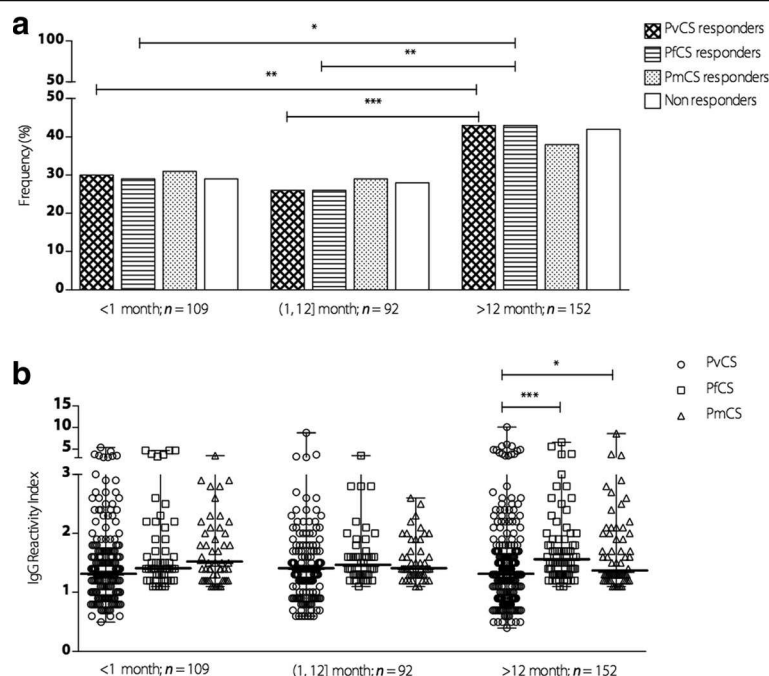 a
*
**
**
***
100
50
50
40
30
20
10
0
Frequency (%)
<1 month; n = 109
(1, 12] month; n = 92
>12 month; n = 152
PvCS responders
PfCS responders
PmCS responders
Non responders
b
*
***
15
10
5
3
2
1
0
IgG Reactivity Index
<1 month; n = 109
(1, 12] month; n = 92
>12 month; n = 152
PvCS
PfCS
PmCS